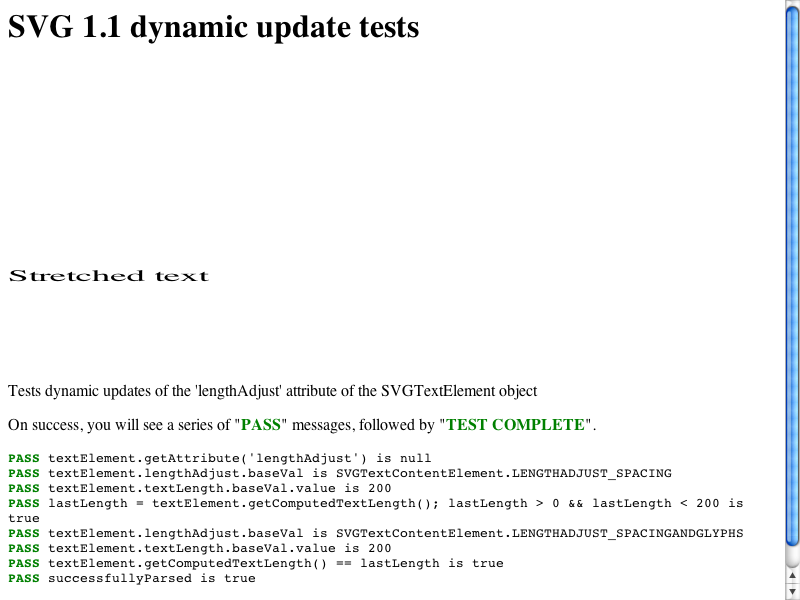 SVG 1.1 dynamic update tests
Stretched text
Tests dynamic updates of the 'lengthAdjust' attribute of the SVGTextElement object
On success, you will see a series of "PASS" messages, followed by "TEST COMPLETE".
PASS textElement.getAttribute('lengthAdjust') is null
PASS textElement.lengthAdjust.baseVal is SVGTextContentElement.LENGTHADJUST_SPACING
PASS textElement.textLength.baseVal.value is 200
PASS lastLength = textElement.getComputedTextLength(); lastLength > 0 && lastLength < 200 is
true
PASS textElement.lengthAdjust.baseVal is SVGTextContentElement.LENGTHADJUST_SPACINGANDGLYPHS
PASS textElement.textLength.baseVal.value is 200
PASS textElement.getComputedTextLength() == lastLength is true
PASS successfullyParsed is true